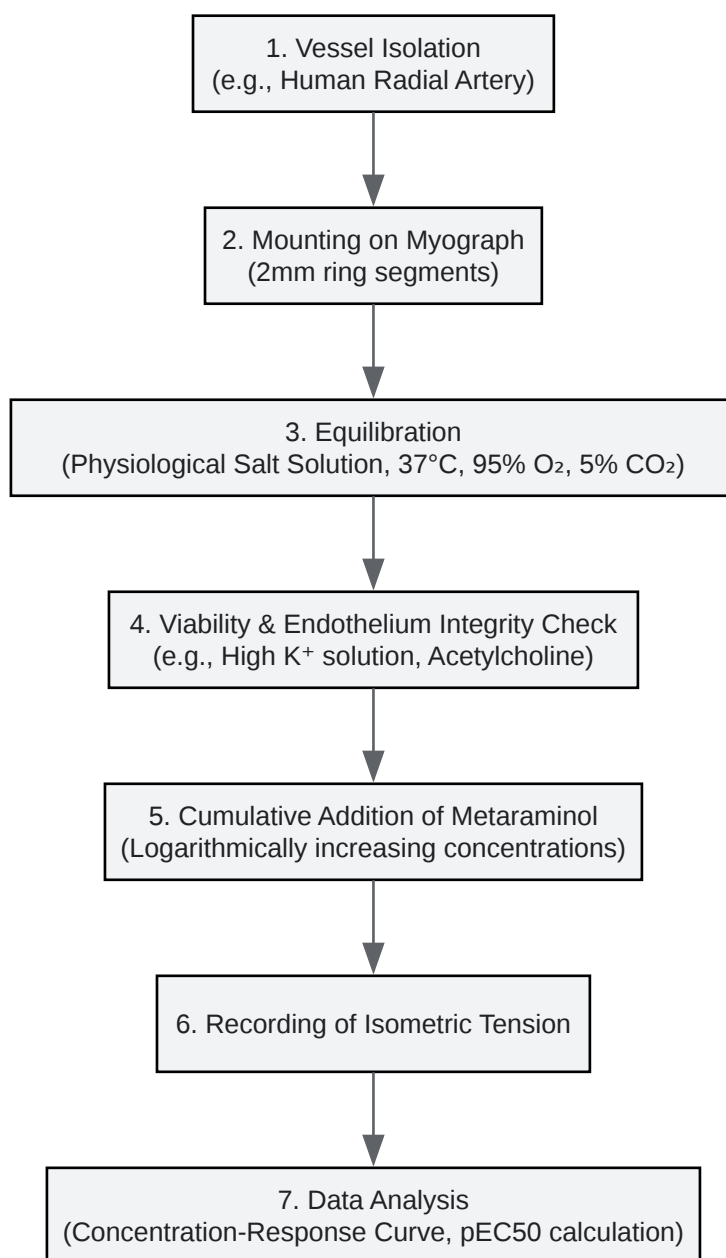 1. Vessel Isolation
(e.g., Human Radial Artery)
2. Mounting on Myograph
(2mm ring segments)
3. Equilibration
(Physiological Salt Solution, 37°C, 95% O₂, 5% CO₂)
4. Viability & Endothelium Integrity Check
(e.g., High K⁺ solution, Acetylcholine)
5. Cumulative Addition of Metaraminol
(Logarithmically increasing concentrations)
6. Recording of Isometric Tension
7. Data Analysis
(Concentration-Response Curve, pEC50 calculation)